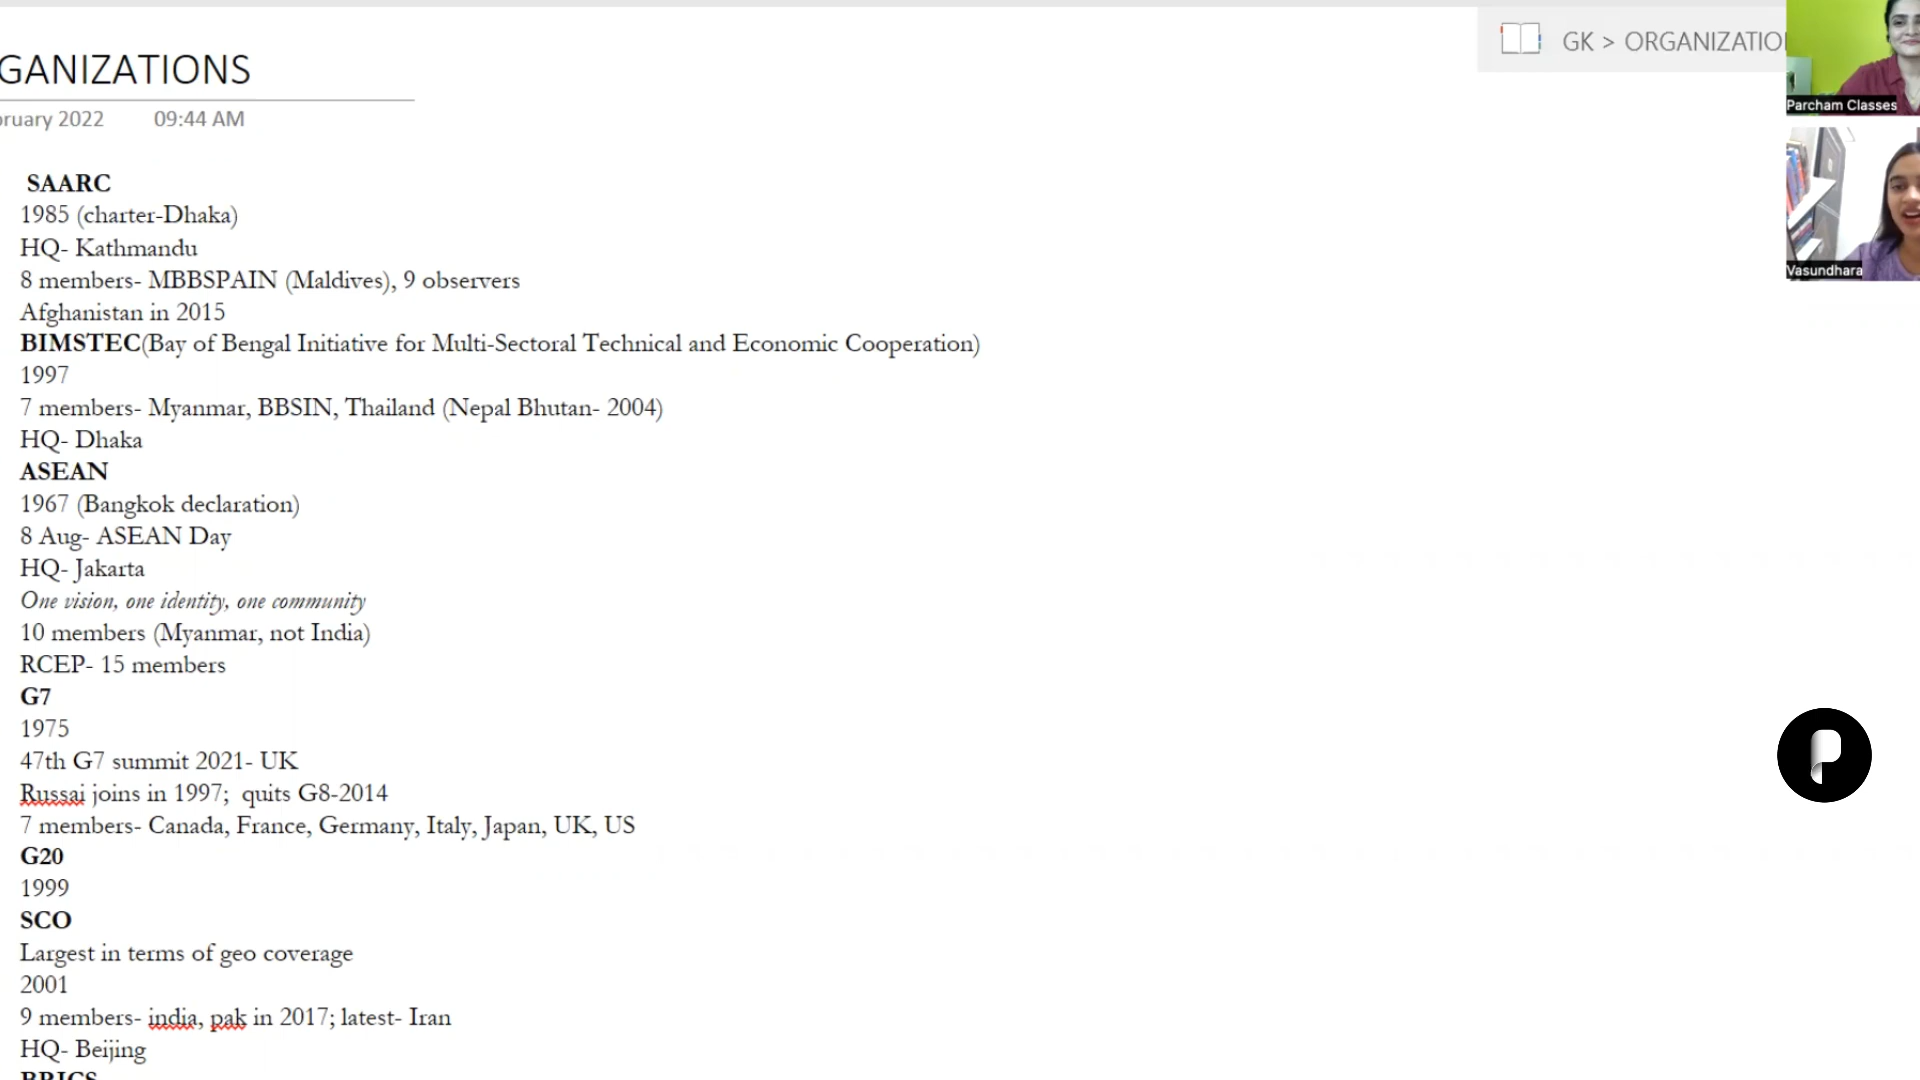 GANIZATIONS
GK > ORGANIZATIO
bruary 2022 09:44 AM
Parcham Classes
Vasundhara
SAARC
1985 (charter-Dhaka)
HQ- Kathmandu
8 members- MBBSPAIN (Maldives), 9 observers
Afghanistan in 2015
BIMSTEC(Bay of Bengal Initiative for Multi-Sectoral Technical and Economic Cooperation)
1997
7 members- Myanmar, BBSIN, Thailand (Nepal Bhutan- 2004)
HQ- Dhaka
ASEAN
1967 (Bangkok declaration)
8 Aug- ASEAN Day
HQ- Jakarta
One vision, one identity, one community
10 members (Myanmar, not India)
RCEP- 15 members
G7
1975
47th G7 summit 2021- UK
Russai joins in 1997; quits G8-2014
7 members- Canada, France, Germany, Italy, Japan, UK, US
G20
1999
SCO
Largest in terms of geo coverage
2001
9 members- india, pak in 2017; latest- Iran
HQ- Beijing
BRICS